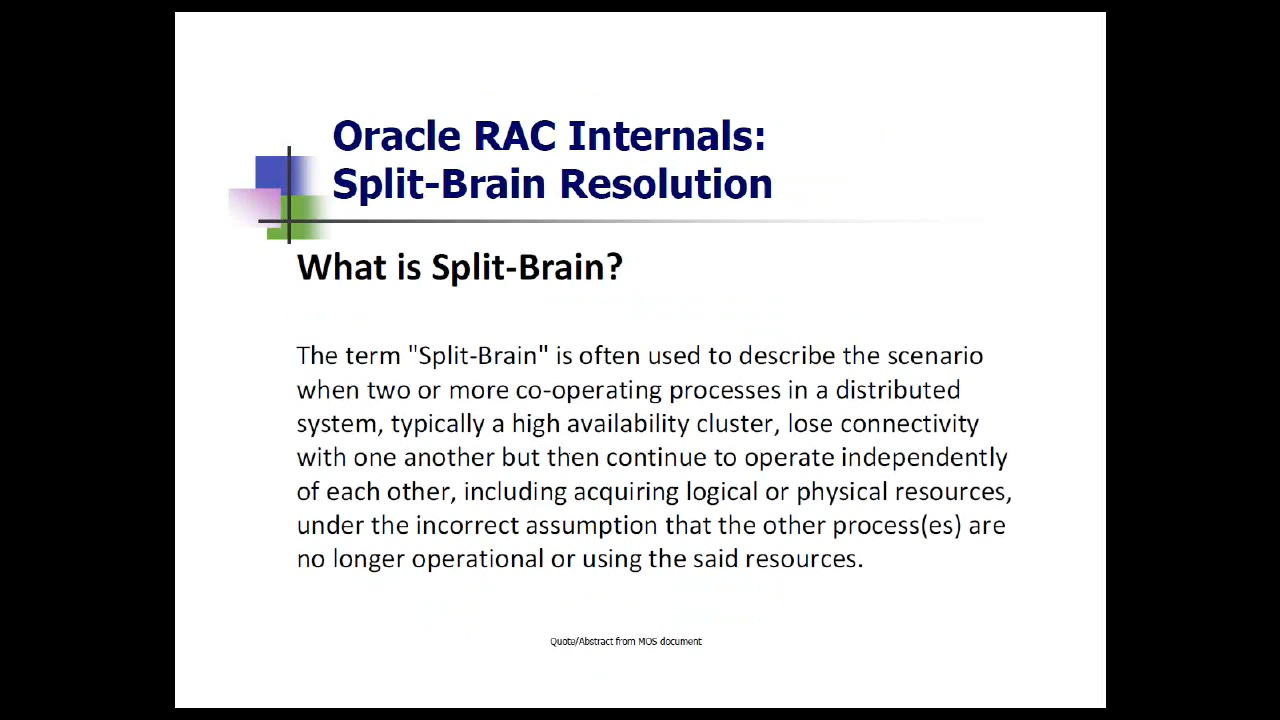 Oracle RAC Internals:
Split-Brain Resolution
What is Split-Brain?
The term "Split-Brain" is often used to describe the scenario
when two or more co-operating processes in a distributed
system, typically a high availability cluster, lose connectivity
with one another but then continue to operate independently
of each other, including acquiring logical or physical resources,
under the incorrect assumption that the other process(es) are
no longer operational or using the said resources.
Quote/Abstract from MOS document